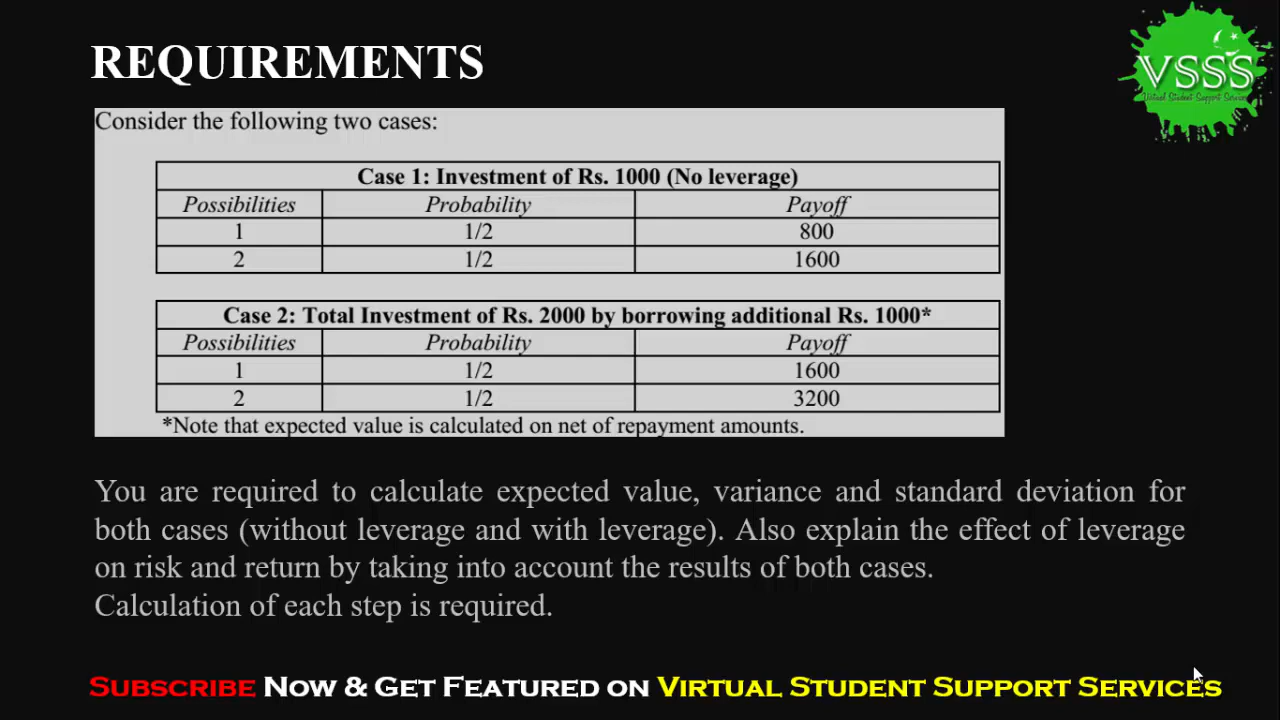 REQUIREMENTS
VSSS
Virtual Student Support Services
Consider the following two cases:
Case 1: Investment of Rs. 1000 (No leverage)
Possibilities Probability Payoff
1 1/2 800
2 1/2 1600
Case 2: Total Investment of Rs. 2000 by borrowing additional Rs. 1000*
Possibilities Probability Payoff
1 1/2 1600
2 1/2 3200
*Note that expected value is calculated on net of repayment amounts.
You are required to calculate expected value, variance and standard deviation for
both cases (without leverage and with leverage). Also explain the effect of leverage
on risk and return by taking into account the results of both cases.
Calculation of each step is required.
SUBSCRIBE NOW & GET FEATURED ON VIRTUAL STUDENT SUPPORT SERVICES